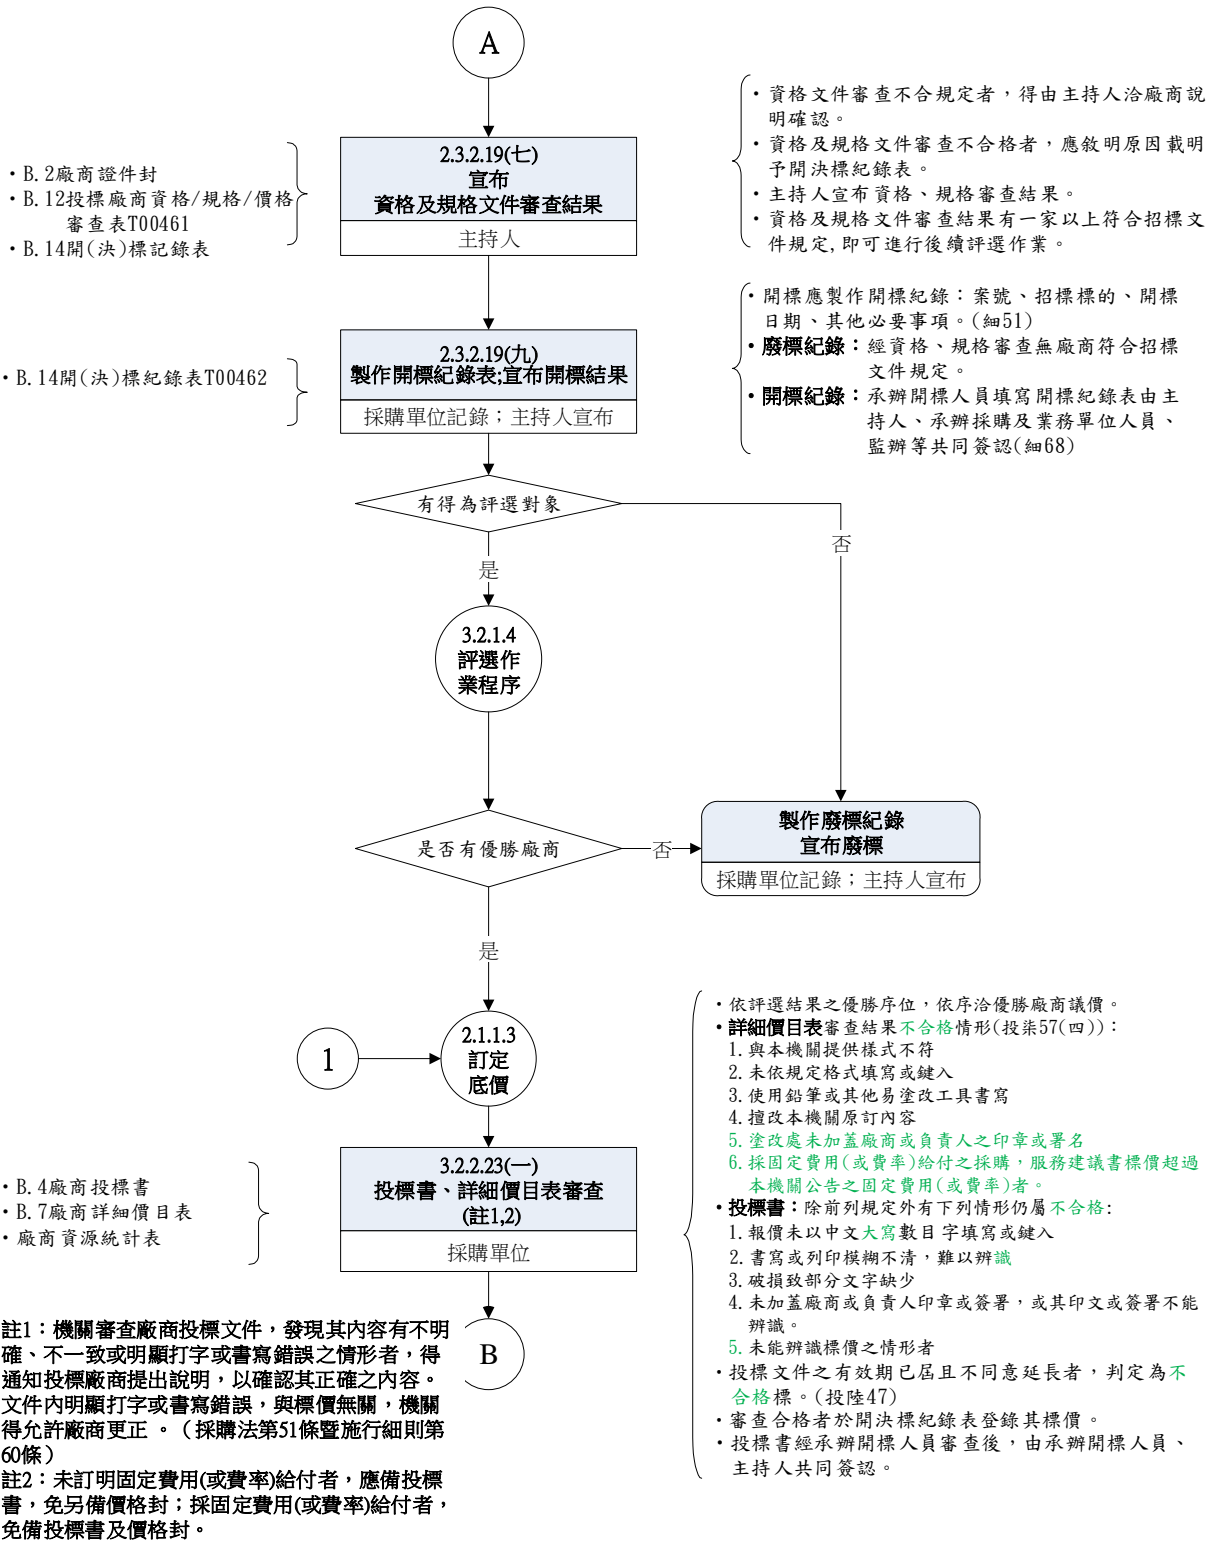 A
・B.2廠商證件封
・B.12投標廠商資格/規格/價格
審查表T00461
・B.14開(決)標記錄表
2.3.2.19(七)
宣布
資格及規格文件審查結果
主持人
・資格文件審查不合規定者，得由主持人洽廠商說
明確認。
・資格及規格文件審查不合格者，應敘明原因載明
予開決標紀錄表。
・主持人宣布資格、規格審查結果。
・資格及規格文件審查結果有一家以上符合招標文
件規定,即可進行後續評選作業。
・B.14開(決)標紀錄表T00462
2.3.2.19(九)
製作開標紀錄表;宣布開標結果
採購單位記錄；主持人宣布
・開標應製作開標紀錄：案號、招標標的、開標
日期、其他必要事項。(細51)
・廢標紀錄：經資格、規格審查無廠商符合招標
文件規定。
・開標紀錄：承辦開標人員填寫開標紀錄表由主
持人、承辦採購及業務單位人員、
監辦等共同簽認(細68)
有得為評選對象
否
是
3.2.1.4
評選作
業程序
是否有優勝廠商
否
製作廢標紀錄
宣布廢標
採購單位記錄；主持人宣布
是
1
2.1.1.3
訂定
底價
・B.4廠商投標書
・B.7廠商詳細價目表
・廠商資源統計表
3.2.2.23(一)
投標書、詳細價目表審查
(註1,2)
採購單位
・依評選結果之優勝序位，依序洽優勝廠商議價。
・詳細價目表審查結果不合格情形(投柒57(四))：
1.與本機關提供樣式不符
2.未依規定格式填寫或鍵入
3.使用鉛筆或其他易塗改工具書寫
4.擅改本機關原訂內容
5.塗改處未加蓋廠商或負責人之印章或署名
6.採固定費用(或費率)給付之採購，服務建議書標價超過
本機關公告之固定費用(或費率)者。
・投標書：除前列規定外有下列情形仍屬不合格:
1.報價未以中文大寫數目字填寫或鍵入
2.書寫或列印模糊不清，難以辨識
3.破損致部分文字缺少
4.未加蓋廠商或負責人印章或簽署，或其印文或簽署不能
辨識。
5.未能辨識標價之情形者
・投標文件之有效期已屆且不同意延長者，判定為不
合格標。(投陸47)
・審查合格者於開決標紀錄表登錄其標價。
・投標書經承辦開標人員審查後，由承辦開標人員、
主持人共同簽認。
B
註1：機關審查廠商投標文件，發現其內容有不明
確、不一致或明顯打字或書寫錯誤之情形者，得
通知投標廠商提出說明，以確認其正確之內容。
文件內明顯打字或書寫錯誤，與標價無關，機關
得允許廠商更正 。（採購法第51條暨施行細則第
60條）
註2：未訂明固定費用(或費率)給付者，應備投標
書，免另備價格封；採固定費用(或費率)給付者，
免備投標書及價格封。